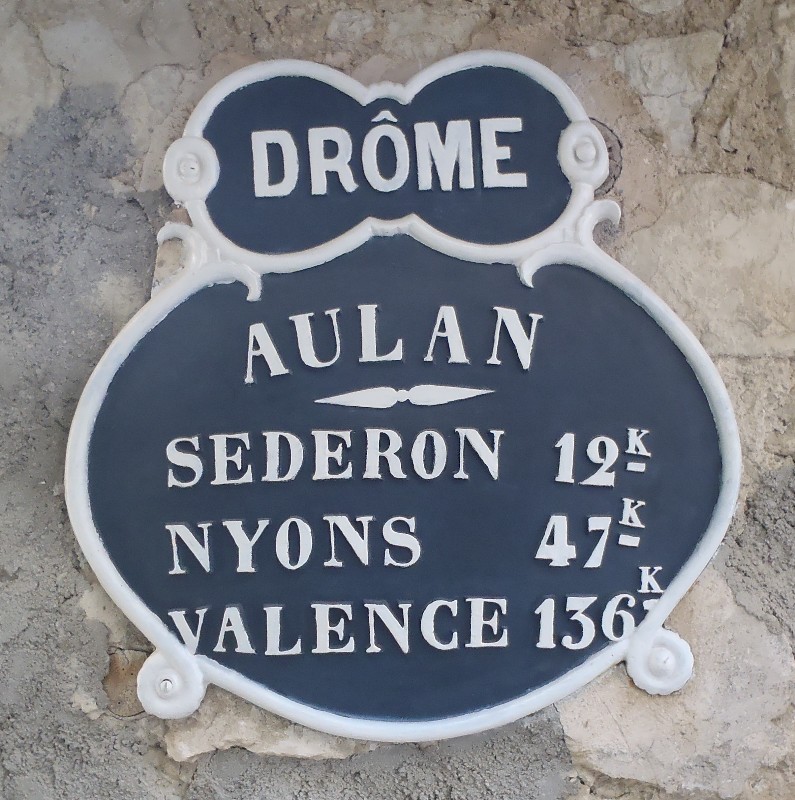 DRÔME
AULAN
SEDERON 12K
NYONS 47K
VALENCE 136K